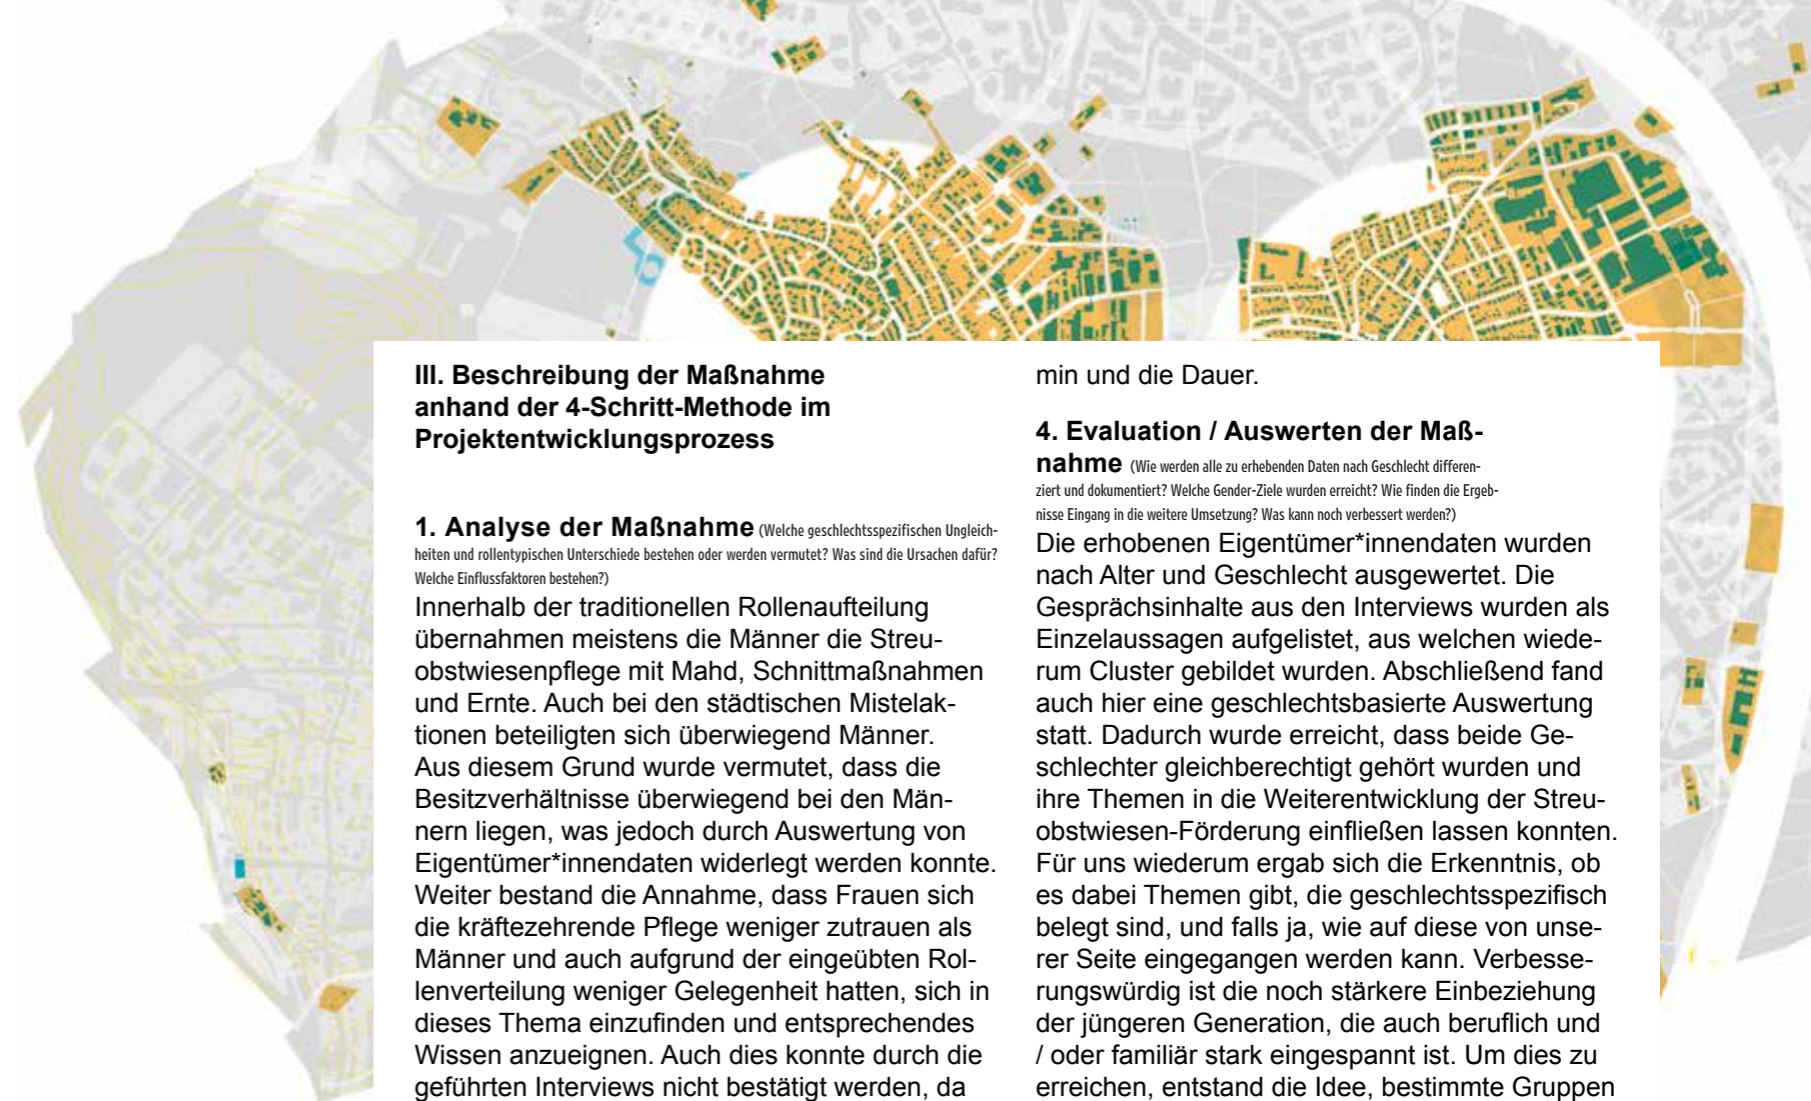 III. Beschreibung der Maßnahme
anhand der 4-Schritt-Methode im
Projektentwicklungsprozess
1. Analyse der Maßnahme (Welche geschlechtsspezifischen Ungleich-
heiten und rollentypischen Unterschiede bestehen oder werden vermutet? Was sind die Ursachen dafür?
Welche Einflussfaktoren bestehen?)
Innerhalb der traditionellen Rollenaufteilung
übernahmen meistens die Männer die Streu-
obstwiesenpflege mit Mahd, Schnittmaßnahmen
und Ernte. Auch bei den städtischen Mistelak-
tionen beteiligten sich überwiegend Männer.
Aus diesem Grund wurde vermutet, dass die
Besitzverhältnisse überwiegend bei den Män-
nern liegen, was jedoch durch Auswertung von
Eigentümer*innendaten widerlegt werden konnte.
Weiter bestand die Annahme, dass Frauen sich
die kräftezehrende Pflege weniger zutrauen als
Männer und auch aufgrund der eingeübten Rol-
lenverteilung weniger Gelegenheit hatten, sich in
dieses Thema einzufinden und entsprechendes
Wissen anzueignen. Auch dies konnte durch die
geführten Interviews nicht bestätigt werden, da
min und die Dauer.
4. Evaluation / Auswerten der Maß-
nahme (Wie werden alle zu erhebenden Daten nach Geschlecht differen-
ziert und dokumentiert? Welche Gender-Ziele wurden erreicht? Wie finden die Ergeb-
nisse Eingang in die weitere Umsetzung? Was kann noch verbessert werden?)
Die erhobenen Eigentümer*innendaten wurden
nach Alter und Geschlecht ausgewertet. Die
Gesprächsinhalte aus den Interviews wurden als
Einzelaussagen aufgelistet, aus welchen wiede-
rum Cluster gebildet wurden. Abschließend fand
auch hier eine geschlechtsbasierte Auswertung
statt. Dadurch wurde erreicht, dass beide Ge-
schlechter gleichberechtigt gehört wurden und
ihre Themen in die Weiterentwicklung der Streu-
obstwiesen-Förderung einfließen lassen konnten.
Für uns wiederum ergab sich die Erkenntnis, ob
es dabei Themen gibt, die geschlechtsspezifisch
belegt sind, und falls ja, wie auf diese von unse-
rer Seite eingegangen werden kann. Verbesse-
rungswürdig ist die noch stärkere Einbeziehung
der jüngeren Generation, die auch beruflich und
/ oder familiär stark eingespannt ist. Um dies zu
erreichen, entstand die Idee, bestimmte Gruppen